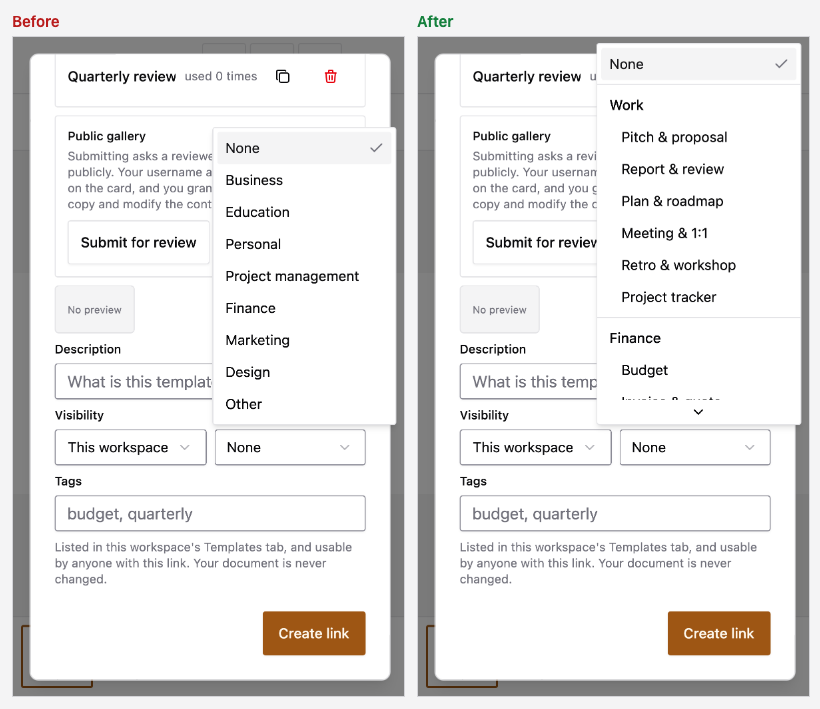 Before
Quarterly review used 0 times
Public gallery
Submitting asks a reviewe
publicly. Your username a
on the card, and you gran
copy and modify the cont
Submit for review
None
Business
Education
Personal
Project management
Finance
Marketing
Design
Other
No preview
Description
What is this templat
Visibility
This workspace
None
Tags
budget, quarterly
Listed in this workspace's Templates tab, and usable
by anyone with this link. Your document is never
changed.
Create link
After
Quarterly review u
Public gallery
Submitting asks a revi
publicly. Your usernam
on the card, and you g
copy and modify the c
Submit for review
None
Work
Pitch & proposal
Report & review
Plan & roadmap
Meeting & 1:1
Retro & workshop
Project tracker
Finance
Budget
No preview
Description
What is this temp
Visibility
This workspace
None
Tags
budget, quarterly
Listed in this workspace's Templates tab, and usable
by anyone with this link. Your document is never
changed.
Create link